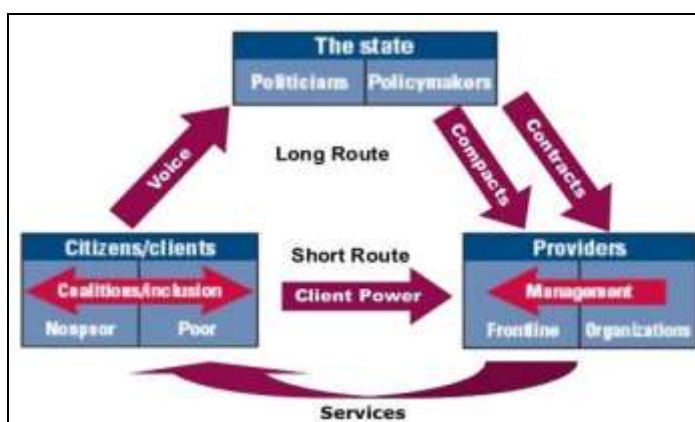 The state
Politicians Policymakers
Voice
Long Route
Compacts
Contracts
Citizens/clients
Coalitions/inclusion
Nonpoor Poor
Short Route
Client Power
Providers
Management
Frontline Organizations
Services